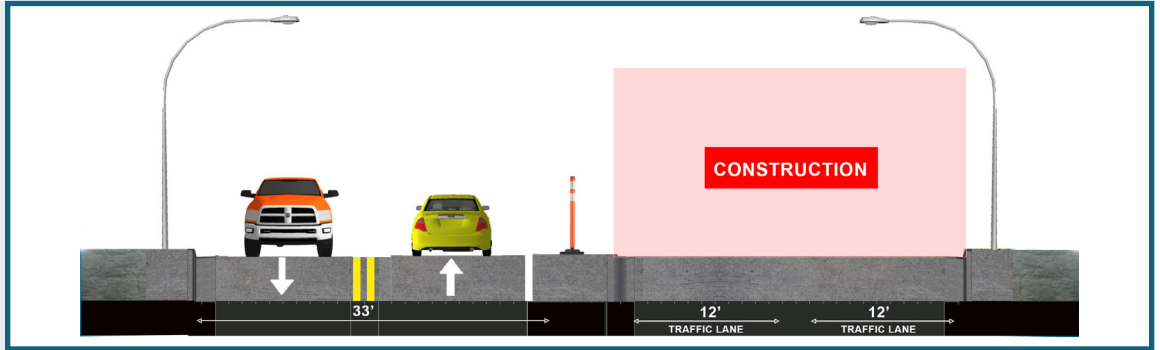 CONSTRUCTION
33’
12’
TRAFFIC LANE
12’
TRAFFIC LANE